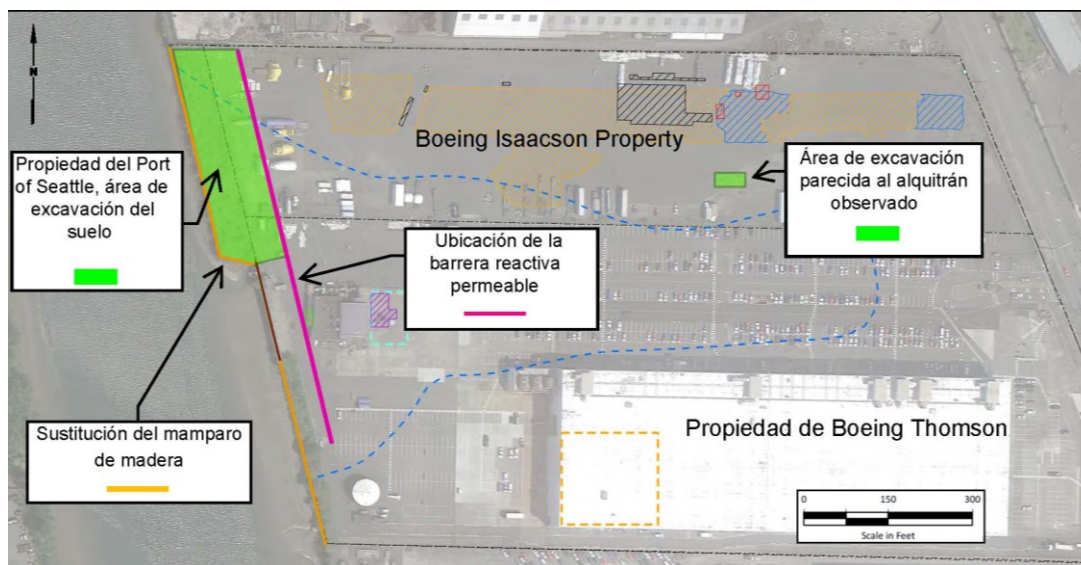 N
Boeing Isaacson Property
Propiedad del Port
of Seattle, área de
excavación del
suelo
Área de excavación
parecida al alquitrán
observado
Ubicación de la
barrera reactiva
permeable
Sustitución del mamparo
de madera
Propiedad de Boeing Thomson
0 150 300
Scale in Feet